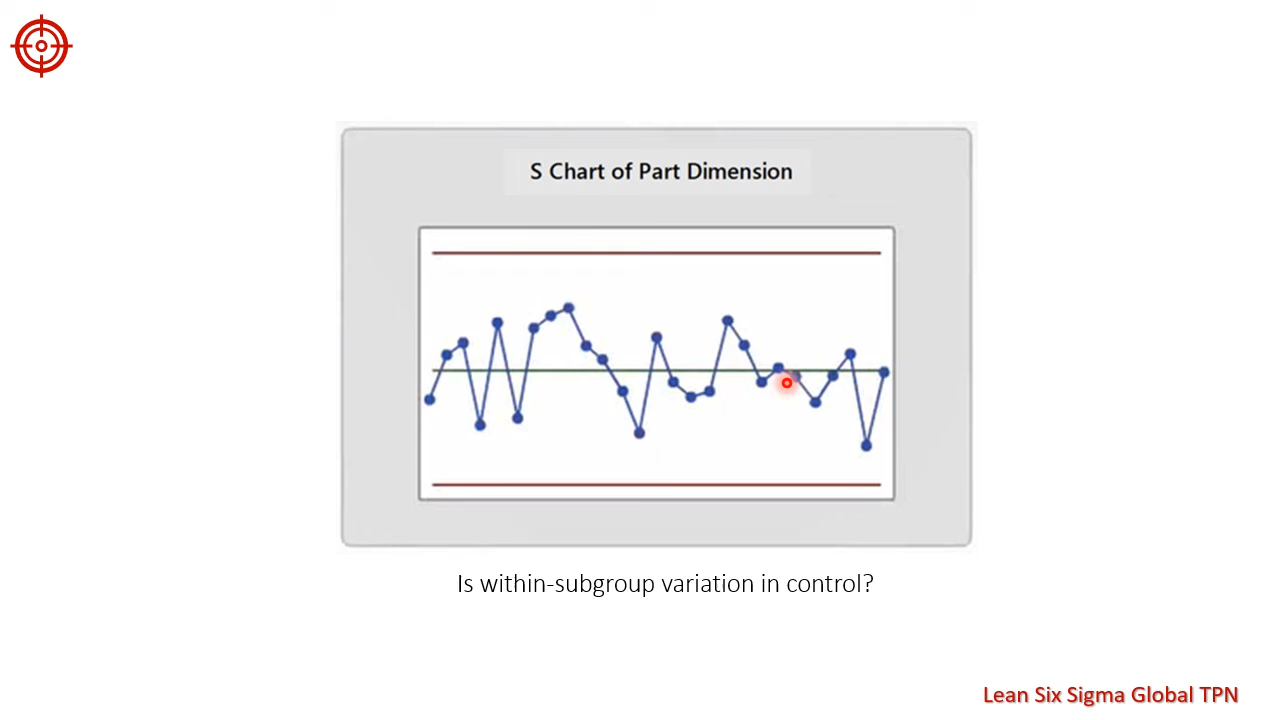 S Chart of Part Dimension
Is within-subgroup variation in control?
Lean Six Sigma Global TPN